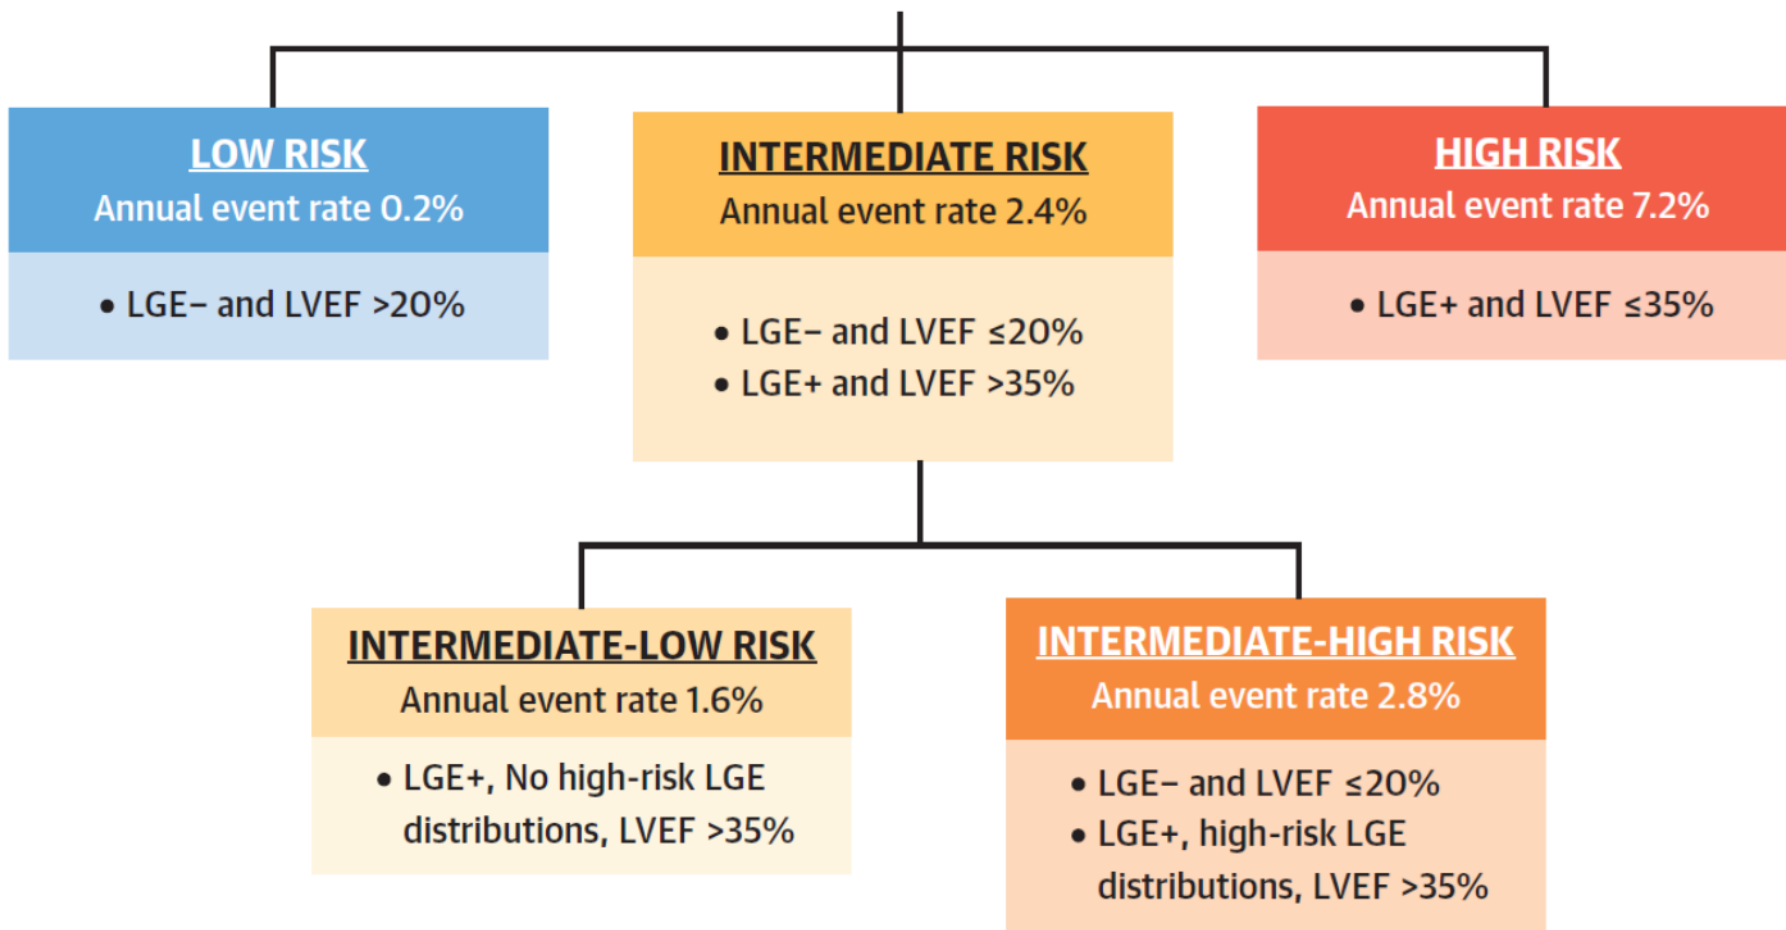 LOW RISK
Annual event rate 0.2%
• LGE– and LVEF >20%
INTERMEDIATE RISK
Annual event rate 2.4%
• LGE– and LVEF ≤20%
• LGE+ and LVEF >35%
HIGH RISK
Annual event rate 7.2%
• LGE+ and LVEF ≤35%
INTERMEDIATE-LOW RISK
Annual event rate 1.6%
• LGE+, No high-risk LGE
distributions, LVEF >35%
INTERMEDIATE-HIGH RISK
Annual event rate 2.8%
• LGE– and LVEF ≤20%
• LGE+, high-risk LGE
distributions, LVEF >35%